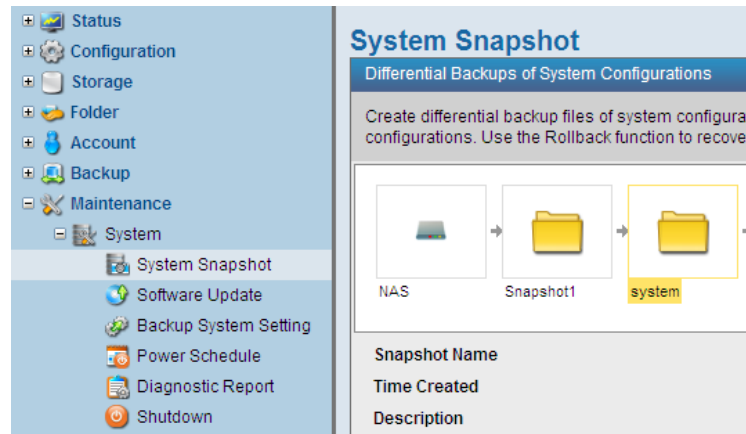 Status
Configuration
Storage
Folder
Account
Backup
Maintenance
System
System Snapshot
Software Update
Backup System Setting
Power Schedule
Diagnostic Report
Shutdown
System Snapshot
Differential Backups of System Configurations
Create differential backup files of system configura
configurations. Use the Rollback function to recove
NAS
Snapshot1
system
Snapshot Name
Time Created
Description